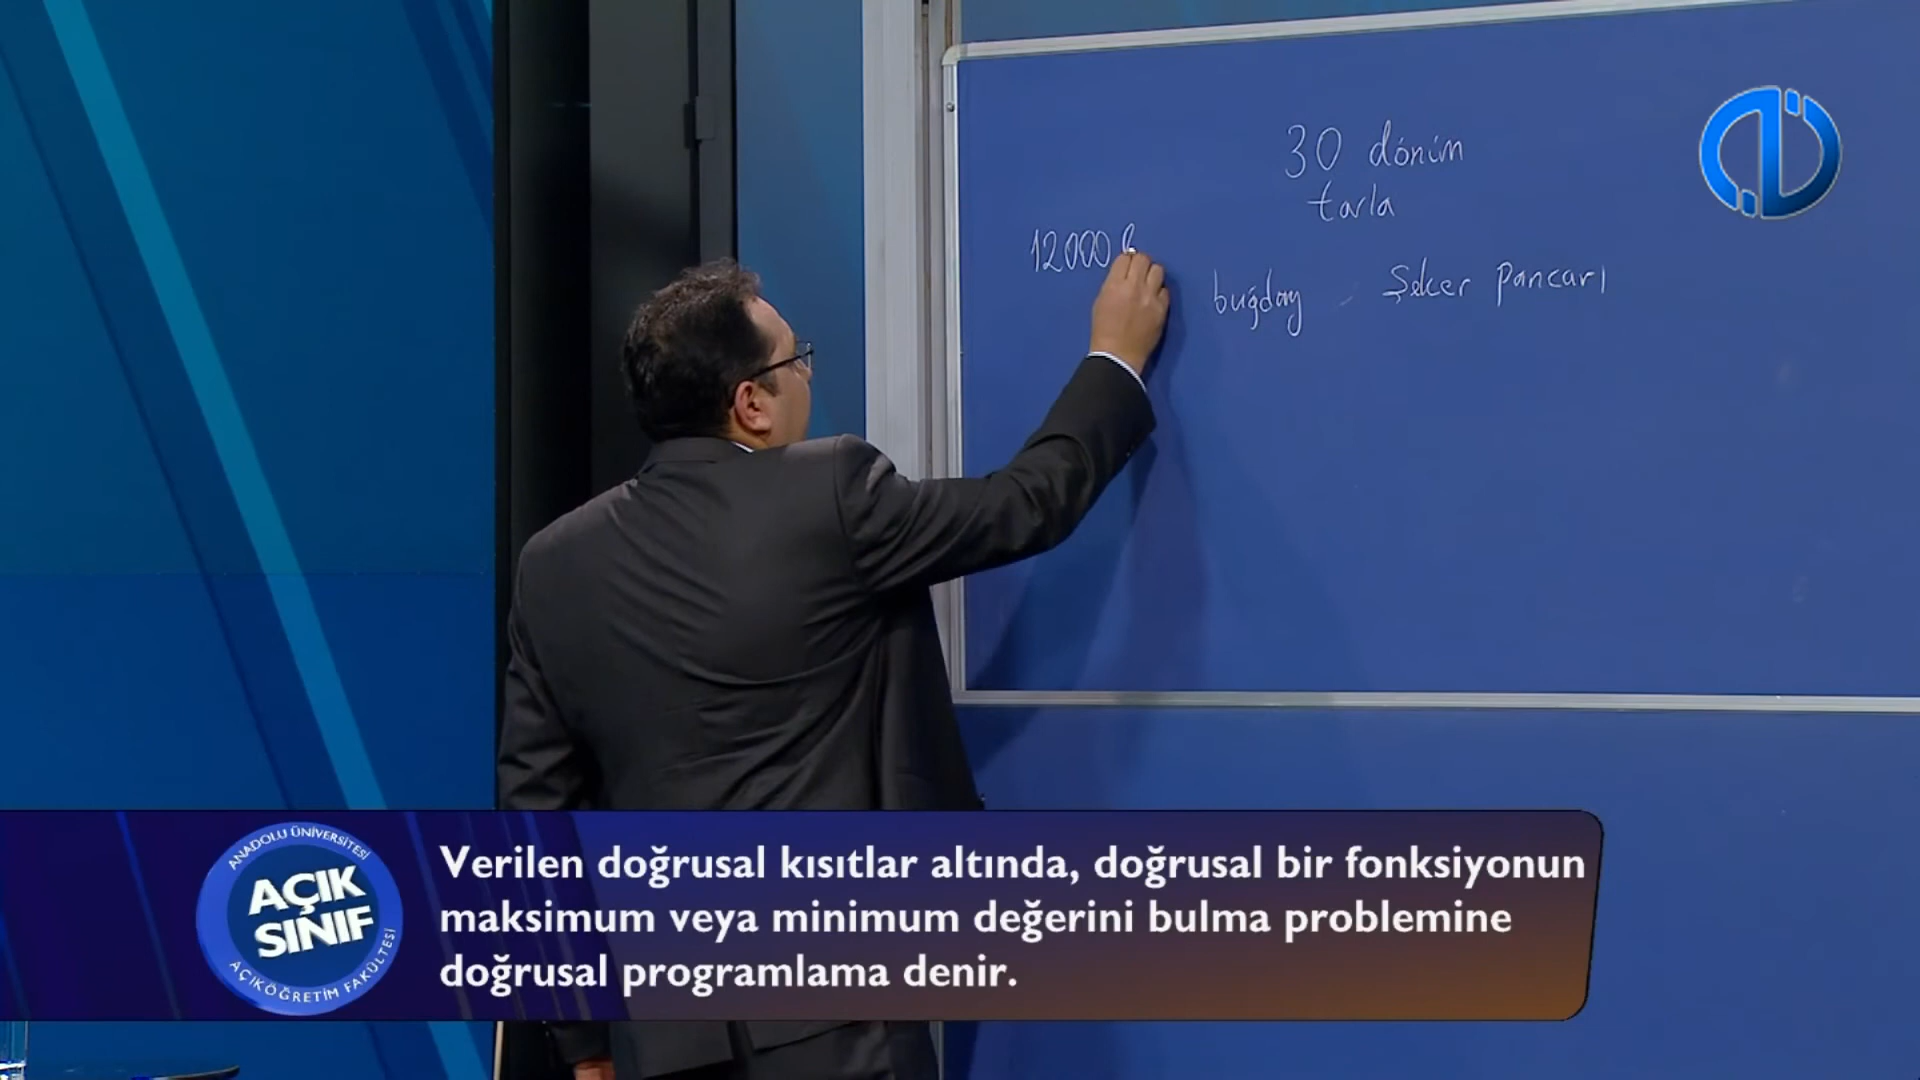 30 dönüm
tarla
12000
buğday - Şeker pancarı
ANADOLU ÜNİVERSİTESİ
AÇIK
SINIF
AÇIKÖĞRETİM FAKÜLTESİ
Verilen doğrusal kısıtlar altında, doğrusal bir fonksiyonun
maksimum veya minimum değerini bulma problemine
doğrusal programlama denir.